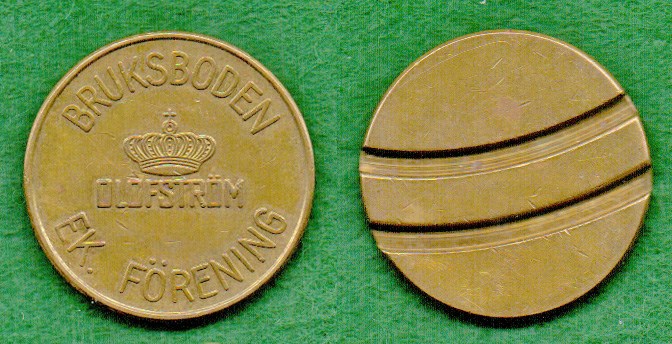 BRUKSBODEN
OLOFSTRÖM
EK. FÖRENING